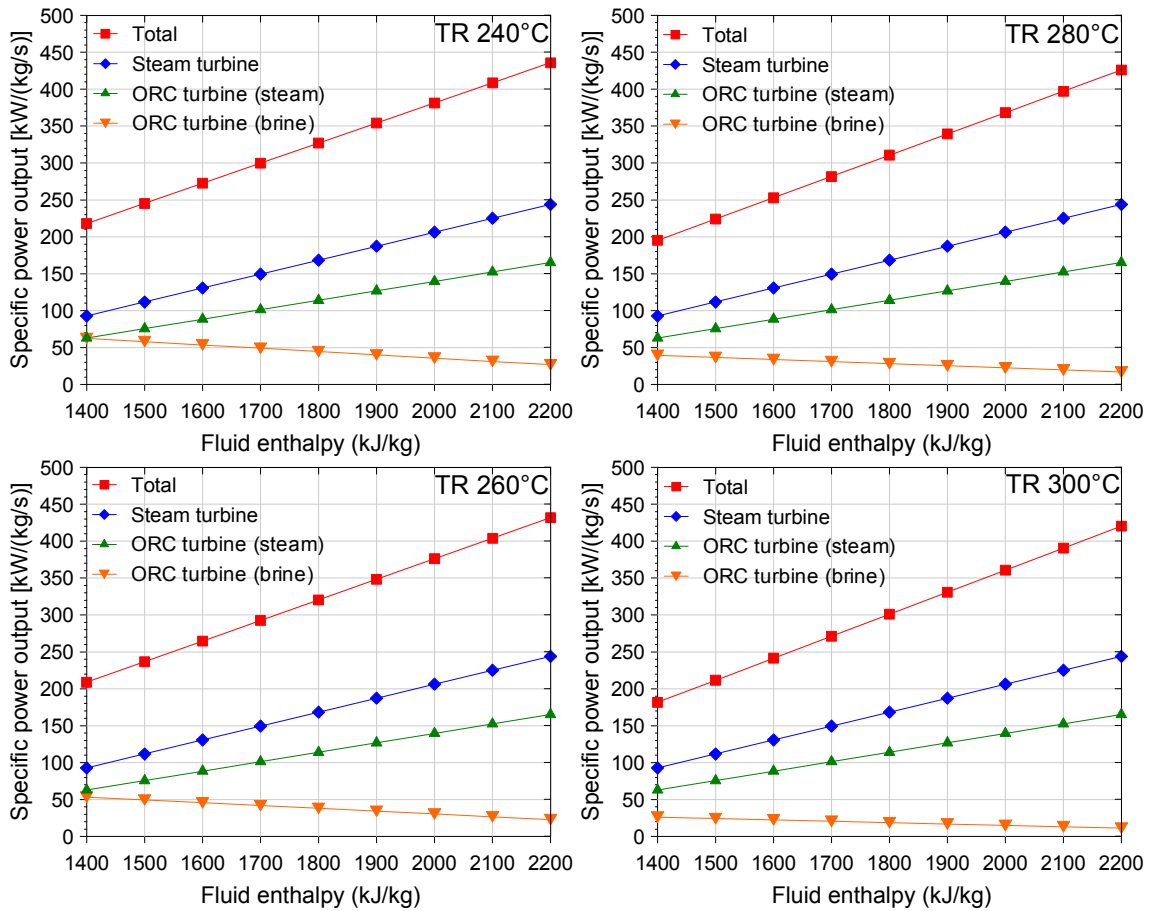 TR 240°C
Specific power output [kW/(kg/s)]
500
450
400
350
300
250
200
150
100
50
0
Total
Steam turbine
ORC turbine (steam)
ORC turbine (brine)
1400 1500 1600 1700 1800 1900 2000 2100 2200
Fluid enthalpy (kJ/kg)
TR 280°C
Specific power output [kW/(kg/s)]
500
450
400
350
300
250
200
150
100
50
0
Total
Steam turbine
ORC turbine (steam)
ORC turbine (brine)
1400 1500 1600 1700 1800 1900 2000 2100 2200
Fluid enthalpy (kJ/kg)
TR 260°C
Specific power output [kW/(kg/s)]
500
450
400
350
300
250
200
150
100
50
0
Total
Steam turbine
ORC turbine (steam)
ORC turbine (brine)
1400 1500 1600 1700 1800 1900 2000 2100 2200
Fluid enthalpy (kJ/kg)
TR 300°C
Specific power output [kW/(kg/s)]
500
450
400
350
300
250
200
150
100
50
0
Total
Steam turbine
ORC turbine (steam)
ORC turbine (brine)
1400 1500 1600 1700 1800 1900 2000 2100 2200
Fluid enthalpy (kJ/kg)